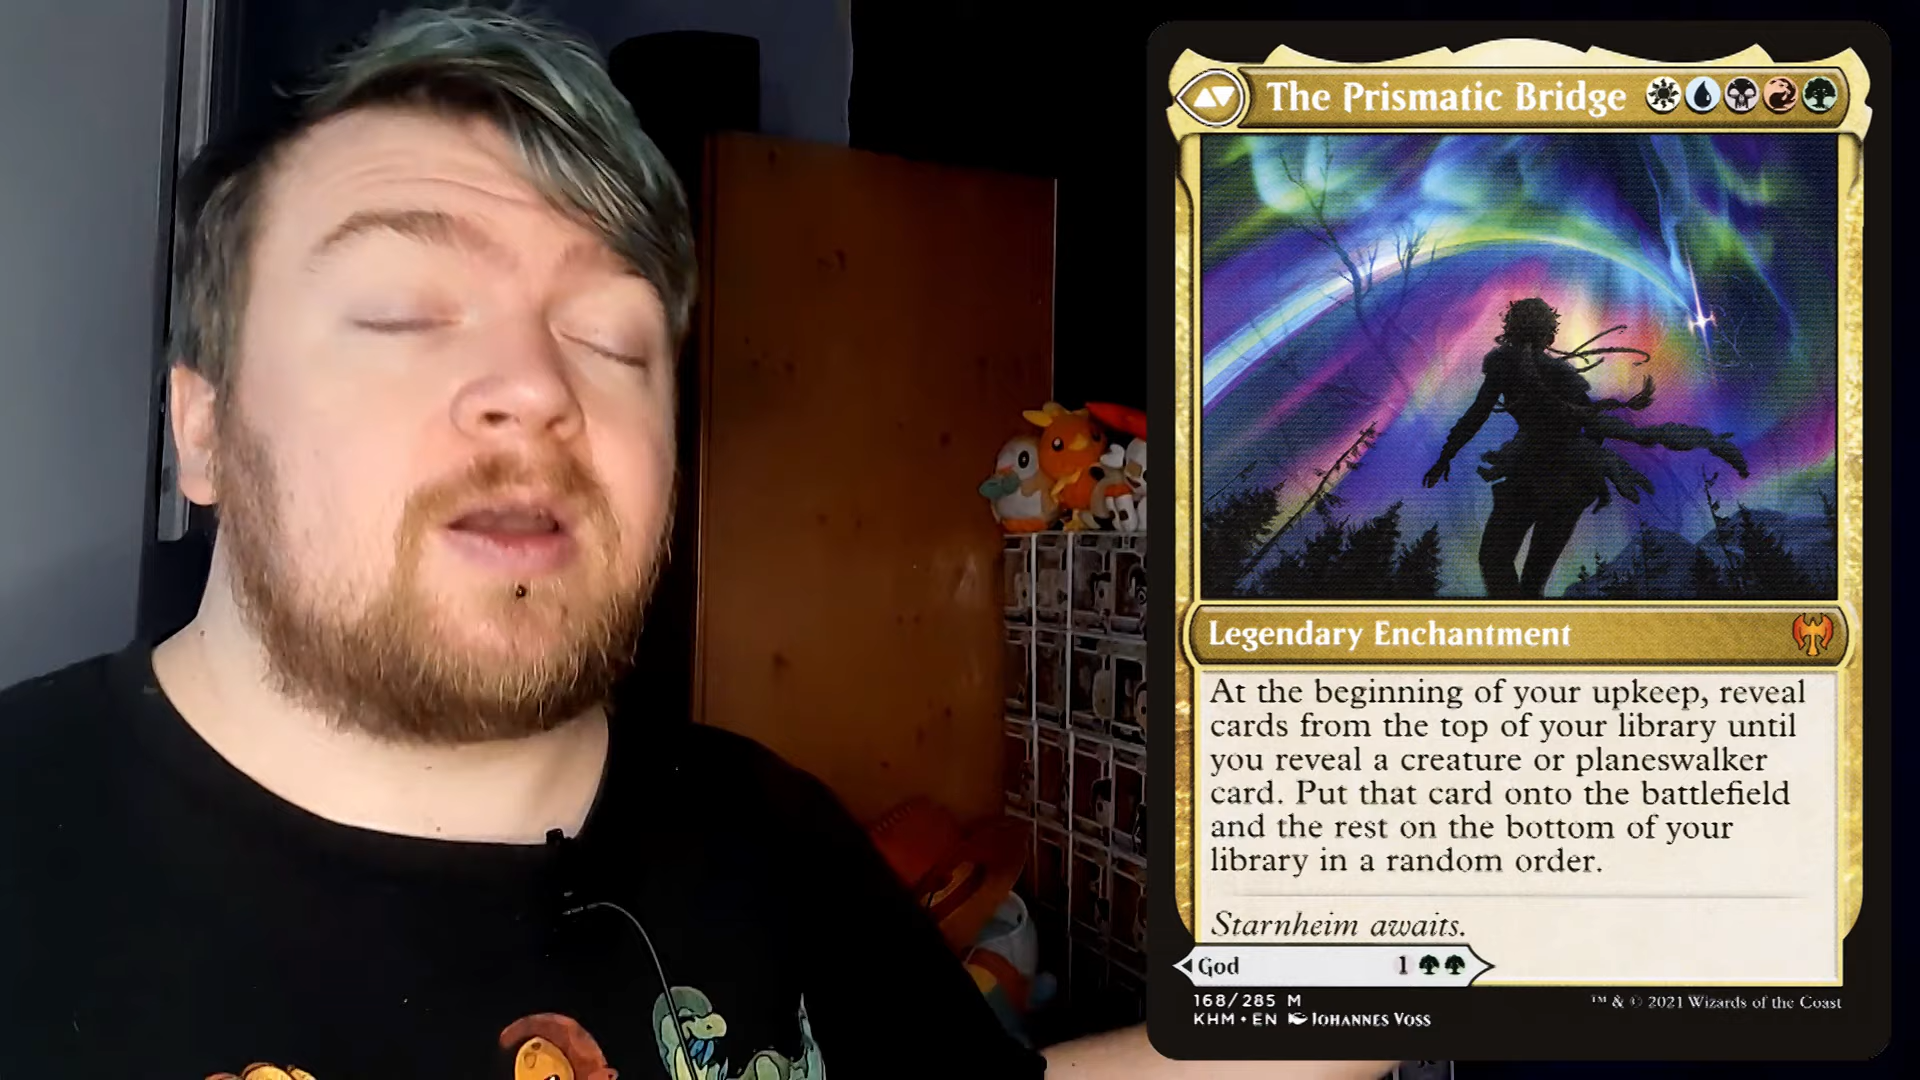 The Prismatic Bridge
Legendary Enchantment
At the beginning of your upkeep, reveal
cards from the top of your library until
you reveal a creature or planeswalker
card. Put that card onto the battlefield
and the rest on the bottom of your
library in a random order.
Starnheim awaits.
God 1
168/285 M
KHM • EN JOHANNES VOSS
™ & © 2021 Wizards of the Coast